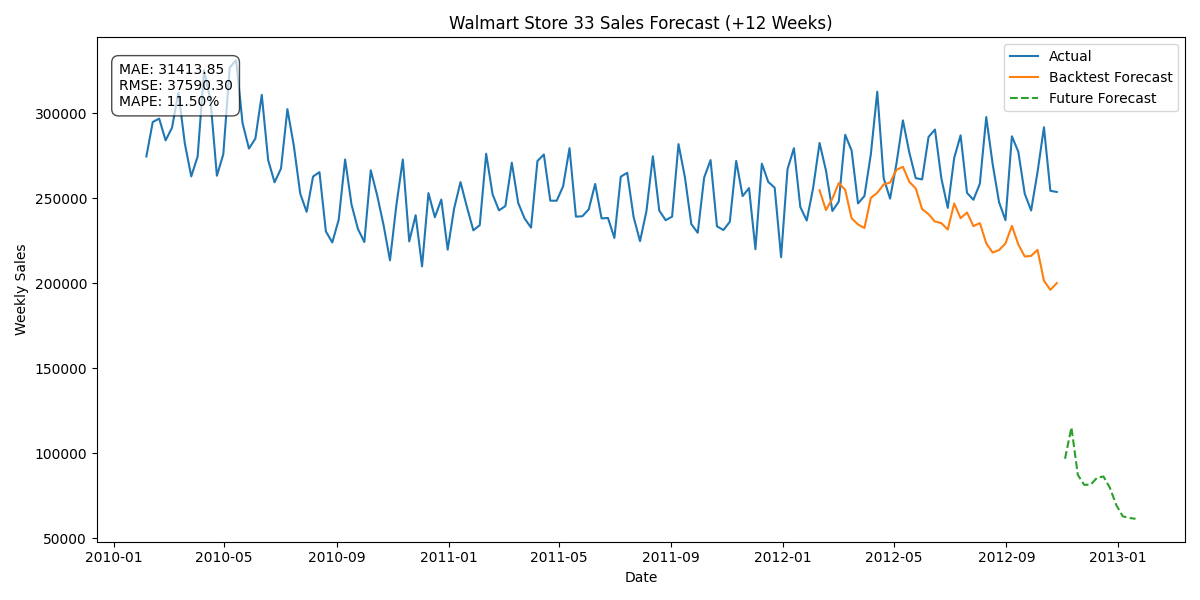 Walmart Store 33 Sales Forecast (+12 Weeks)
MAE: 31413.85
RMSE: 37590.30
MAPE: 11.50%
Actual
Backtest Forecast
Future Forecast
Weekly Sales
300000
250000
200000
150000
100000
50000
2010-01 2010-05 2010-09 2011-01 2011-05 2011-09 2012-01 2012-05 2012-09 2013-01
Date